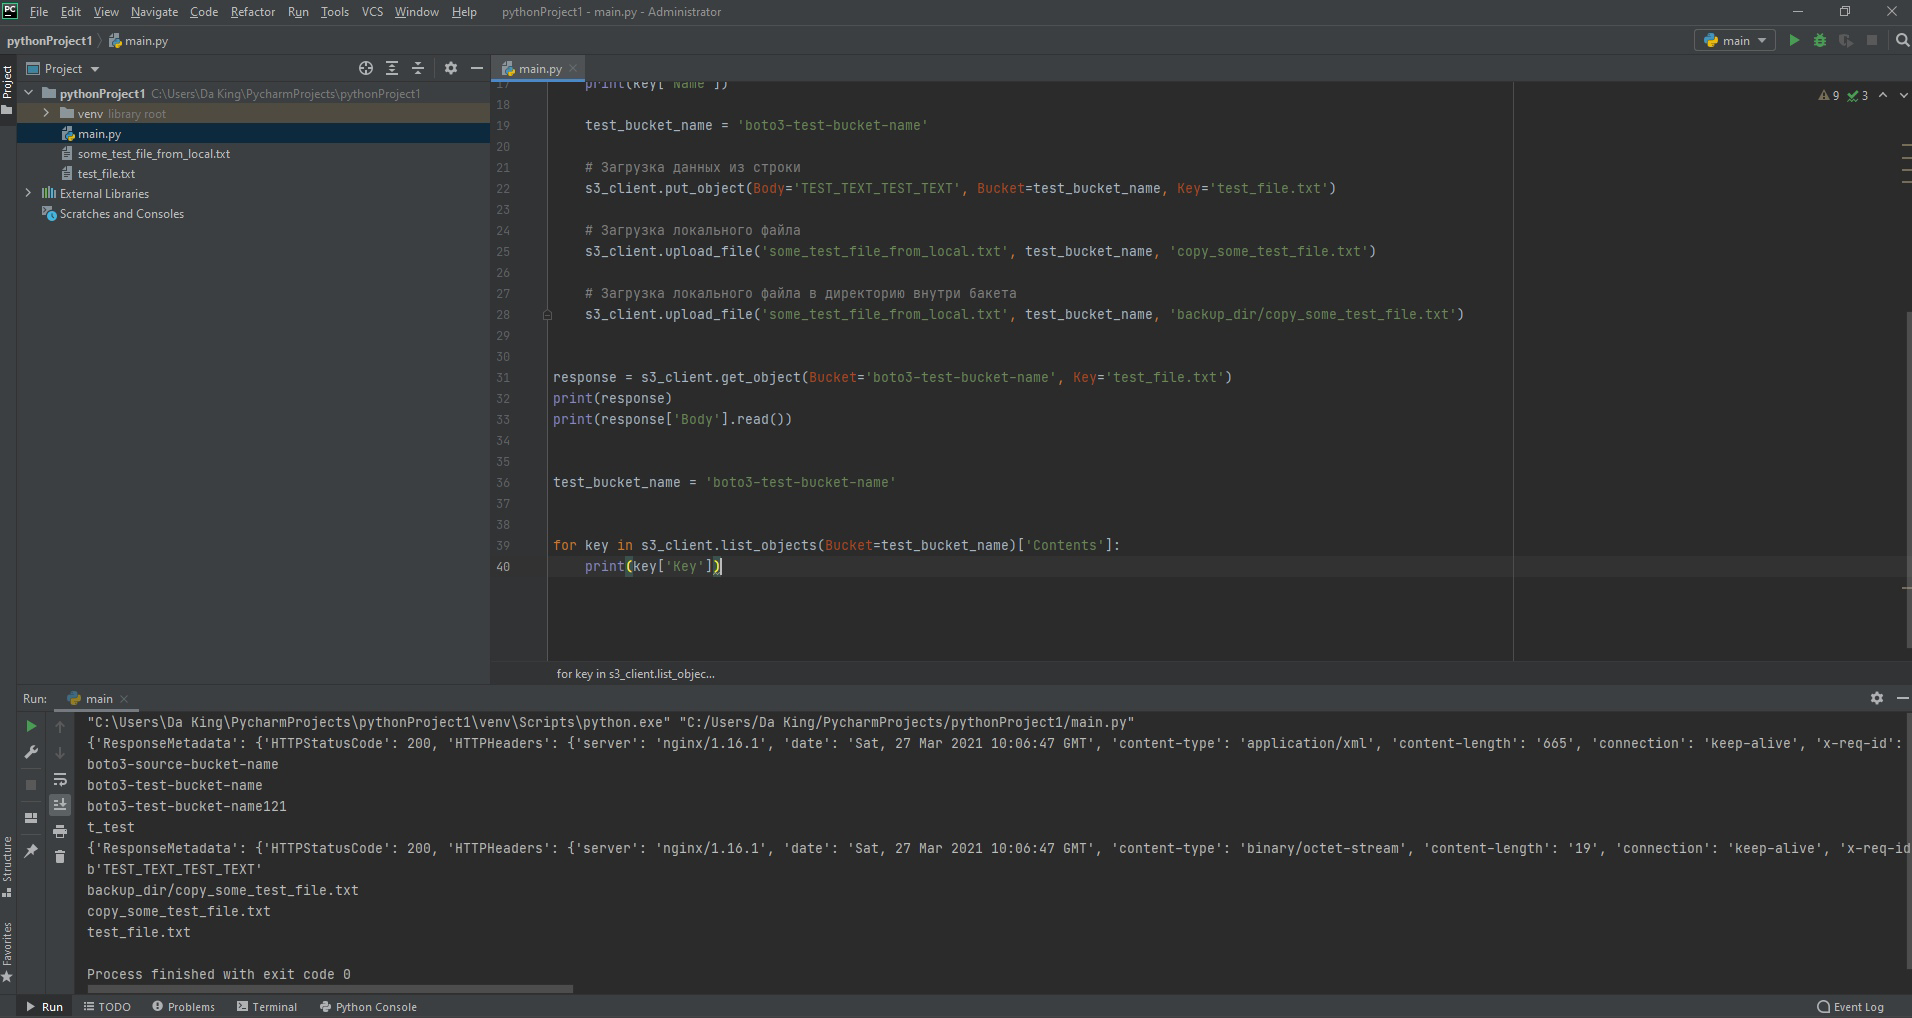 PC File Edit View Navigate Code Refactor Run Tools VCS Window Help pythonProject1 - main.py - Administrator
pythonProject1 main.py main
Project
Project main.py
pythonProject1 C:\Users\Da King\PycharmProjects\pythonProject1
venv library root
main.py
some_test_file_from_local.txt
test_file.txt
External Libraries
Scratches and Consoles
9 3
17 print(key['Name'])
18
19 test_bucket_name = 'boto3-test-bucket-name'
20
21 # Загрузка данных из строки
22 s3_client.put_object(Body='TEST_TEXT_TEST_TEXT', Bucket=test_bucket_name, Key='test_file.txt')
23
24 # Загрузка локального файла
25 s3_client.upload_file('some_test_file_from_local.txt', test_bucket_name, 'copy_some_test_file.txt')
26
27 # Загрузка локального файла в директорию внутри бакета
28 s3_client.upload_file('some_test_file_from_local.txt', test_bucket_name, 'backup_dir/copy_some_test_file.txt')
29
30
31 response = s3_client.get_object(Bucket='boto3-test-bucket-name', Key='test_file.txt')
32 print(response)
33 print(response['Body'].read())
34
35
36 test_bucket_name = 'boto3-test-bucket-name'
37
38
39 for key in s3_client.list_objects(Bucket=test_bucket_name)['Contents']:
40 print(key['Key'])
for key in s3_client.list_objec...
Run: main
"C:\Users\Da King\PycharmProjects\pythonProject1\venv\Scripts\python.exe" "C:/Users/Da King/PycharmProjects/pythonProject1/main.py"
{'ResponseMetadata': {'HTTPStatusCode': 200, 'HTTPHeaders': {'server': 'nginx/1.16.1', 'date': 'Sat, 27 Mar 2021 10:06:47 GMT', 'content-type': 'application/xml', 'content-length': '665', 'connection': 'keep-alive', 'x-req-id':
boto3-source-bucket-name
boto3-test-bucket-name
boto3-test-bucket-name121
t_test
{'ResponseMetadata': {'HTTPStatusCode': 200, 'HTTPHeaders': {'server': 'nginx/1.16.1', 'date': 'Sat, 27 Mar 2021 10:06:47 GMT', 'content-type': 'binary/octet-stream', 'content-length': '19', 'connection': 'keep-alive', 'x-req-id
b'TEST_TEXT_TEST_TEXT'
backup_dir/copy_some_test_file.txt
copy_some_test_file.txt
test_file.txt
Process finished with exit code 0
Structure
Favorites
Run TODO Problems Terminal Python Console Event Log